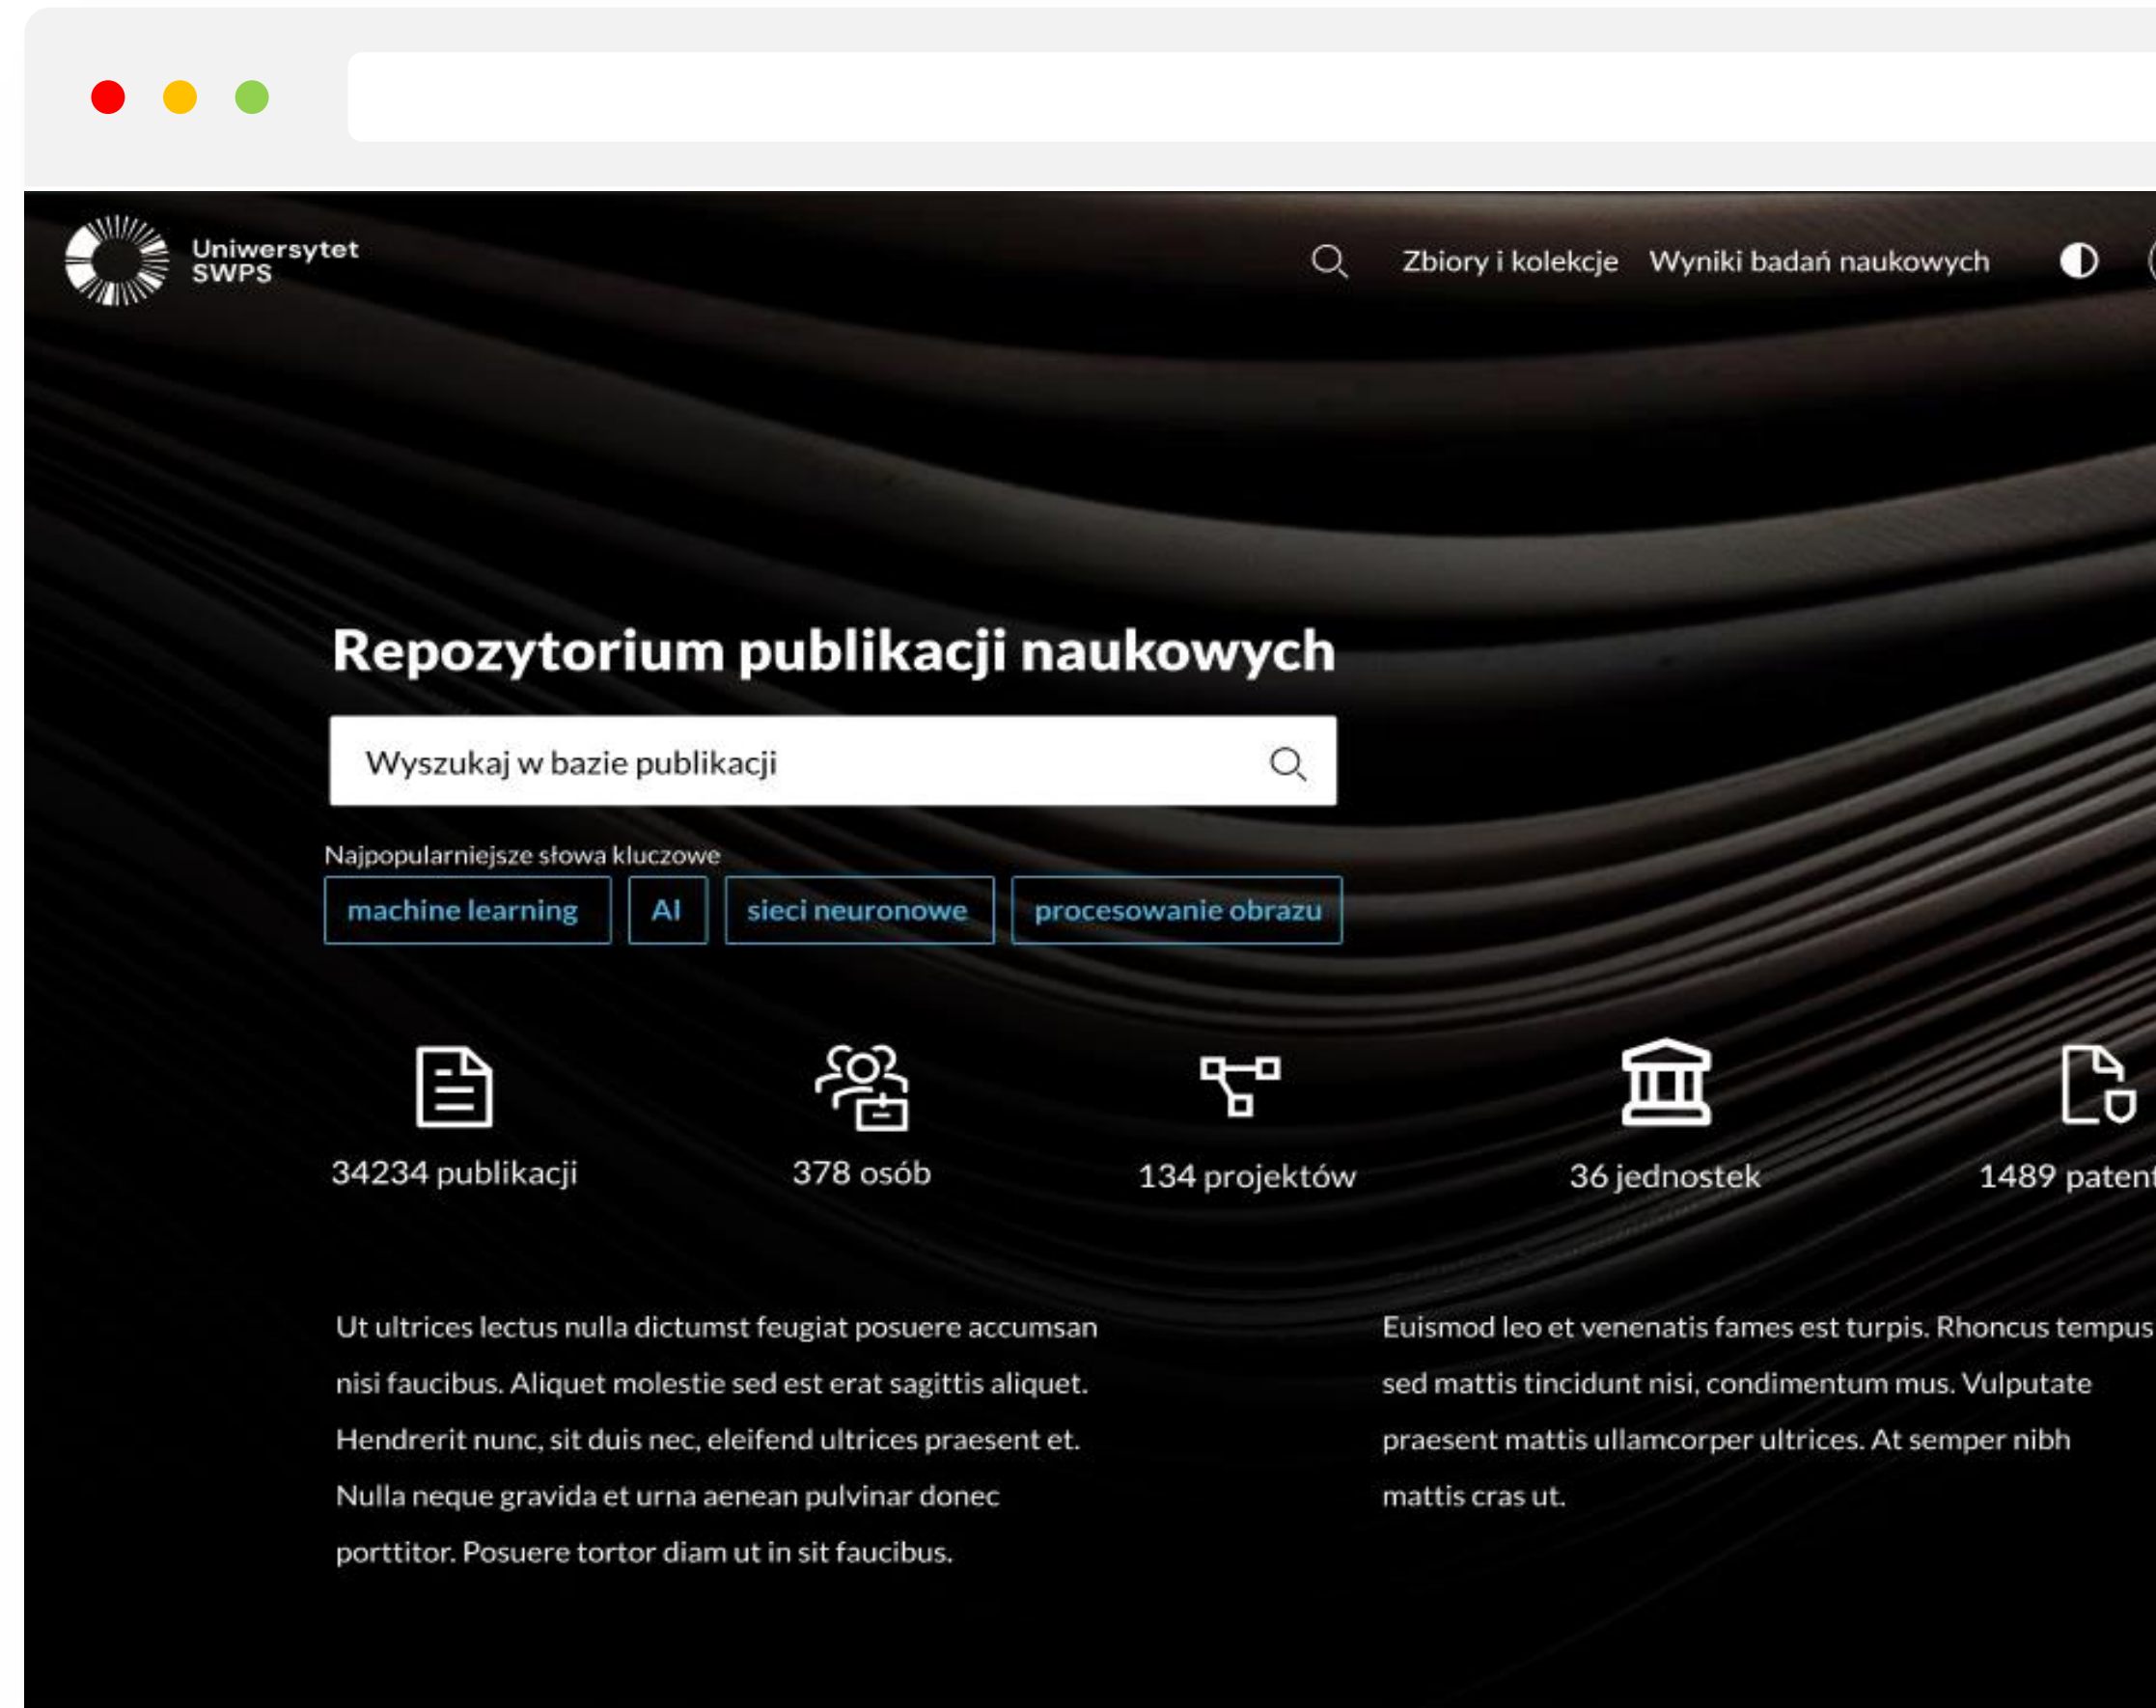 Uniwersytet
SWPS
Zbiory i kolekcje Wyniki badań naukowych
Repozytorium publikacji naukowych
Wyszukaj w bazie publikacji
Najpopularniejsze słowa kluczowe
machine learning AI sieci neuronowe procesowanie obrazu
34234 publikacji 378 osób 134 projektów 36 jednostek 1489 patent
Ut ultrices lectus nulla dictumst feugiat posuere accumsan
nisi faucibus. Aliquet molestie sed est erat sagittis aliquet.
Hendrerit nunc, sit duis nec, eleifend ultrices praesent et.
Nulla neque gravida et urna aenean pulvinar donec
porttitor. Posuere tortor diam ut in sit faucibus.
Euismod leo et venenatis fames est turpis. Rhoncus tempus
sed mattis tincidunt nisi, condimentum mus. Vulputate
praesent mattis ullamcorper ultrices. At semper nibh
mattis cras ut.